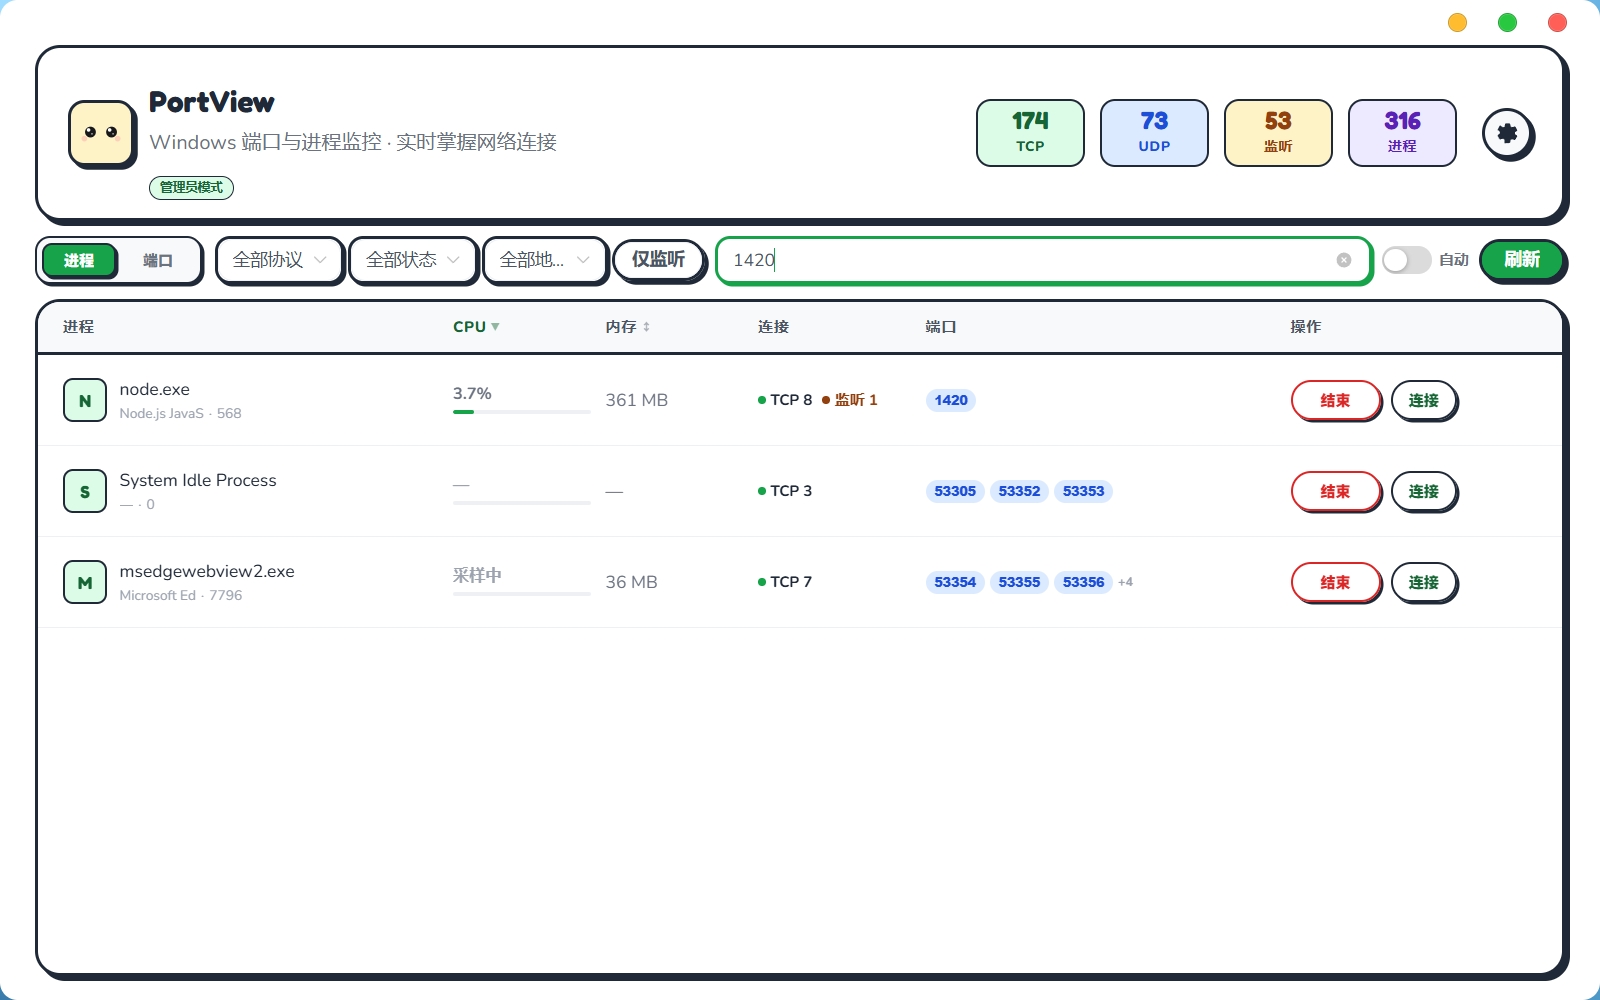 PortView
Windows 端口与进程监控 · 实时掌握网络连接
管理员模式
174
TCP
73
UDP
53
监听
316
进程
进程 端口 全部协议 全部状态 全部地... 仅监听 1420 自动 刷新
进程 CPU 内存 连接 端口 操作
N node.exe
Node.js JavaS · 568
3.7% 361 MB TCP 8 监听 1 1420 结束 连接
S System Idle Process
— · 0
— — TCP 3 53305 53352 53353 结束 连接
M msedgewebview2.exe
Microsoft Ed · 7796
采样中 36 MB TCP 7 53354 53355 53356 +4 结束 连接